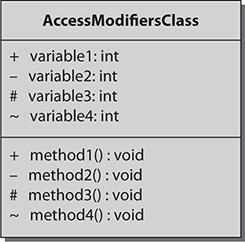 AccessModifiersClass
+ variable1: int
– variable2: int
# variable3: int
~ variable4: int
+ method1() : void
– method2() : void
# method3() : void
~ method4() : void